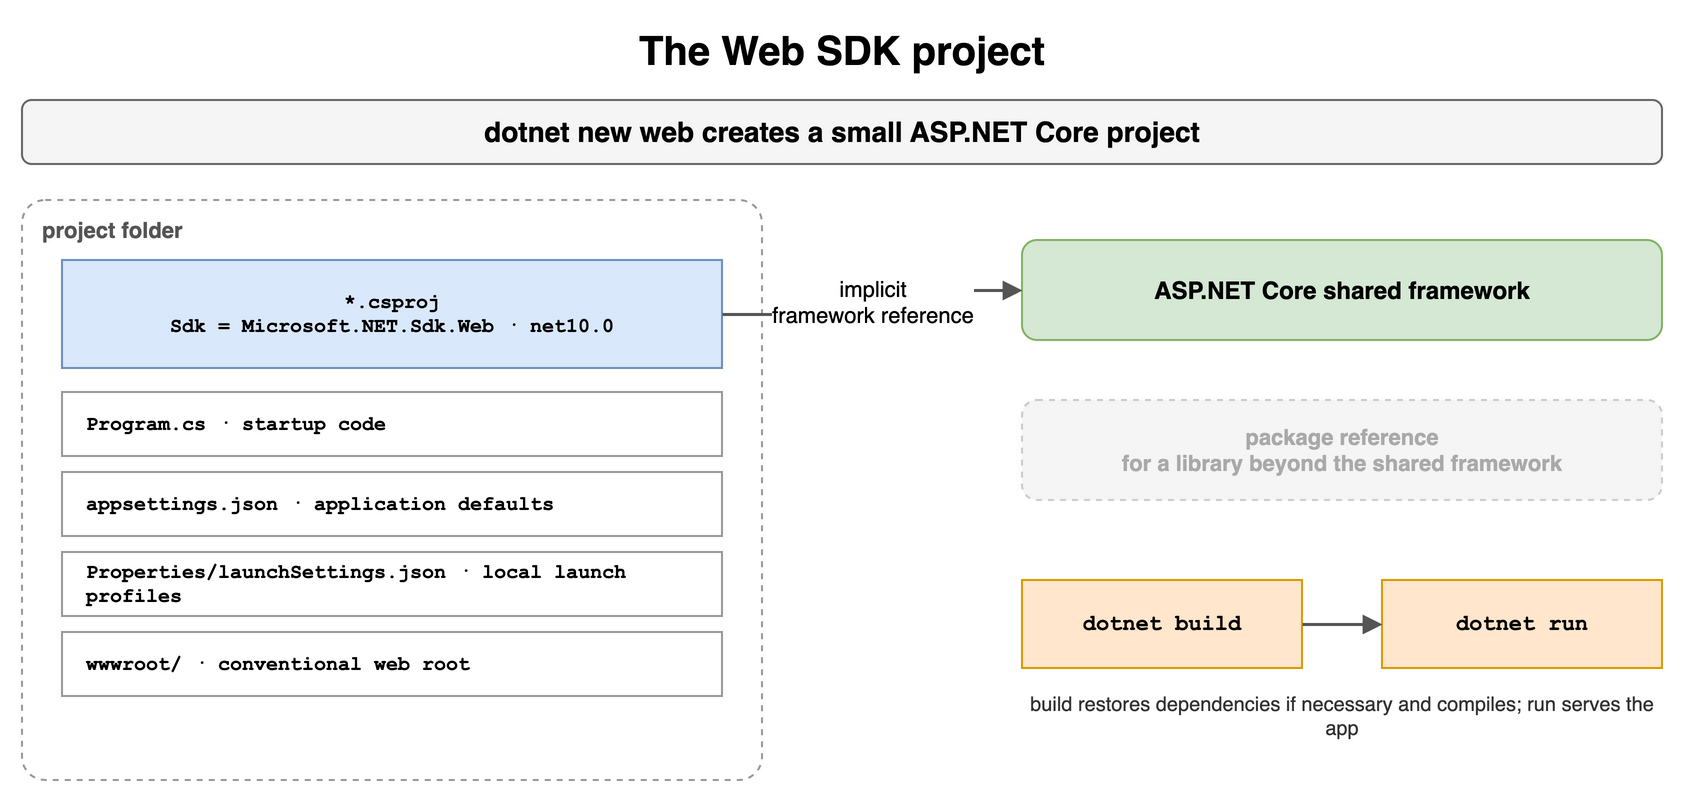 The Web SDK project
dotnet new web creates a small ASP.NET Core project
project folder
*.csproj
Sdk = Microsoft.NET.Sdk.Web · net10.0
Program.cs · startup code
appsettings.json · application defaults
Properties/launchSettings.json · local launch
profiles
wwwroot/ · conventional web root
implicit
framework reference
ASP.NET Core shared framework
package reference
for a library beyond the shared framework
dotnet build
dotnet run
build restores dependencies if necessary and compiles; run serves the
app